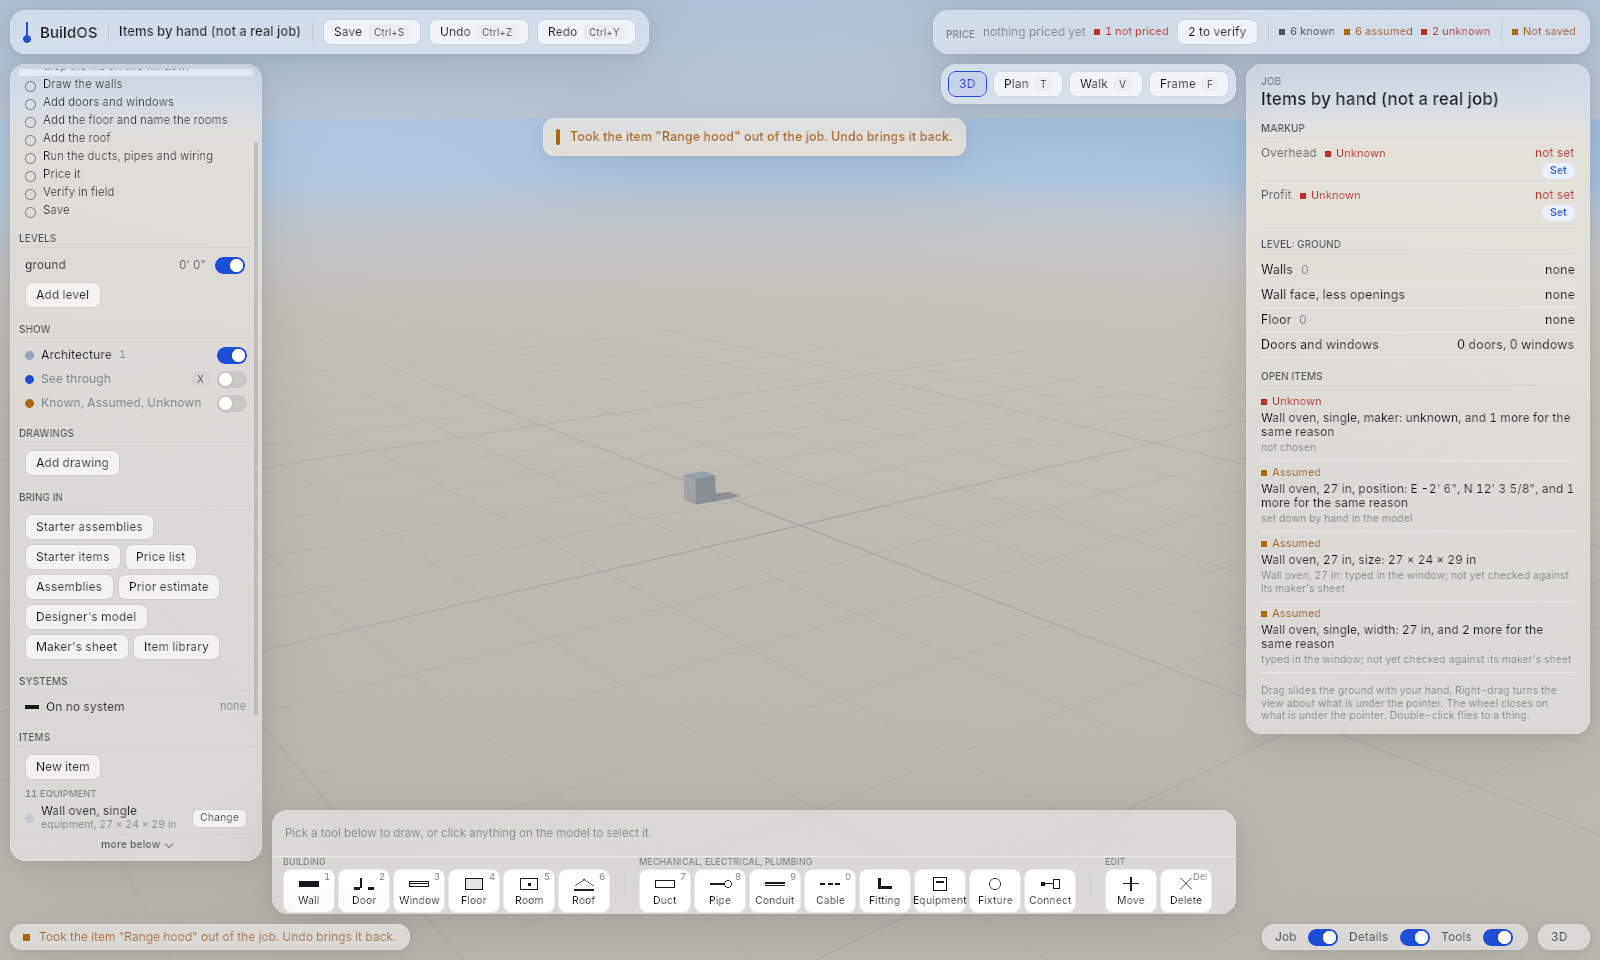 BuildOS
Items by hand (not a real job)
Save Ctrl+S
Undo Ctrl+Z
Redo Ctrl+Y
PRICE nothing priced yet
1 not priced
2 to verify
6 known
6 assumed
2 unknown
Not saved
Draw the walls
Add doors and windows
Add the floor and name the rooms
Add the roof
Run the ducts, pipes and wiring
Price it
Verify in field
Save
LEVELS
ground 0' 0"
Add level
SHOW
Architecture 1
See through X
Known, Assumed, Unknown
DRAWINGS
Add drawing
BRING IN
Starter assemblies
Starter items
Price list
Assemblies
Prior estimate
Designer's model
Maker's sheet
Item library
SYSTEMS
On no system none
ITEMS
New item
11 EQUIPMENT
Wall oven, single
equipment, 27 × 24 × 29 in
Change
more below
3D
Plan T
Walk V
Frame F
Took the item "Range hood" out of the job. Undo brings it back.
JOB
Items by hand (not a real job)
MARKUP
Overhead Unknown not set
Set
Profit Unknown not set
Set
LEVEL: GROUND
Walls 0 none
Wall face, less openings none
Floor 0 none
Doors and windows 0 doors, 0 windows
OPEN ITEMS
Unknown
Wall oven, single, maker: unknown, and 1 more for the
same reason
not chosen
Assumed
Wall oven, 27 in, position: E -2' 6", N 12' 3 5/8", and 1
more for the same reason
set down by hand in the model
Assumed
Wall oven, 27 in, size: 27 × 24 × 29 in
Wall oven, 27 in: typed in the window; not yet checked against
its maker's sheet
Assumed
Wall oven, single, width: 27 in, and 2 more for the
same reason
typed in the window; not yet checked against its maker's sheet
Drag slides the ground with your hand. Right-drag turns the
view about what is under the pointer. The wheel closes on
what is under the pointer. Double-click flies to a thing.
Pick a tool below to draw, or click anything on the model to select it.
BUILDING
1 Wall
2 Door
3 Window
4 Floor
5 Room
6 Roof
MECHANICAL, ELECTRICAL, PLUMBING
7 Duct
8 Pipe
9 Conduit
0 Cable
Fitting
Equipment
Fixture
Connect
EDIT
Move
Del Delete
Took the item "Range hood" out of the job. Undo brings it back.
Job
Details
Tools
3D